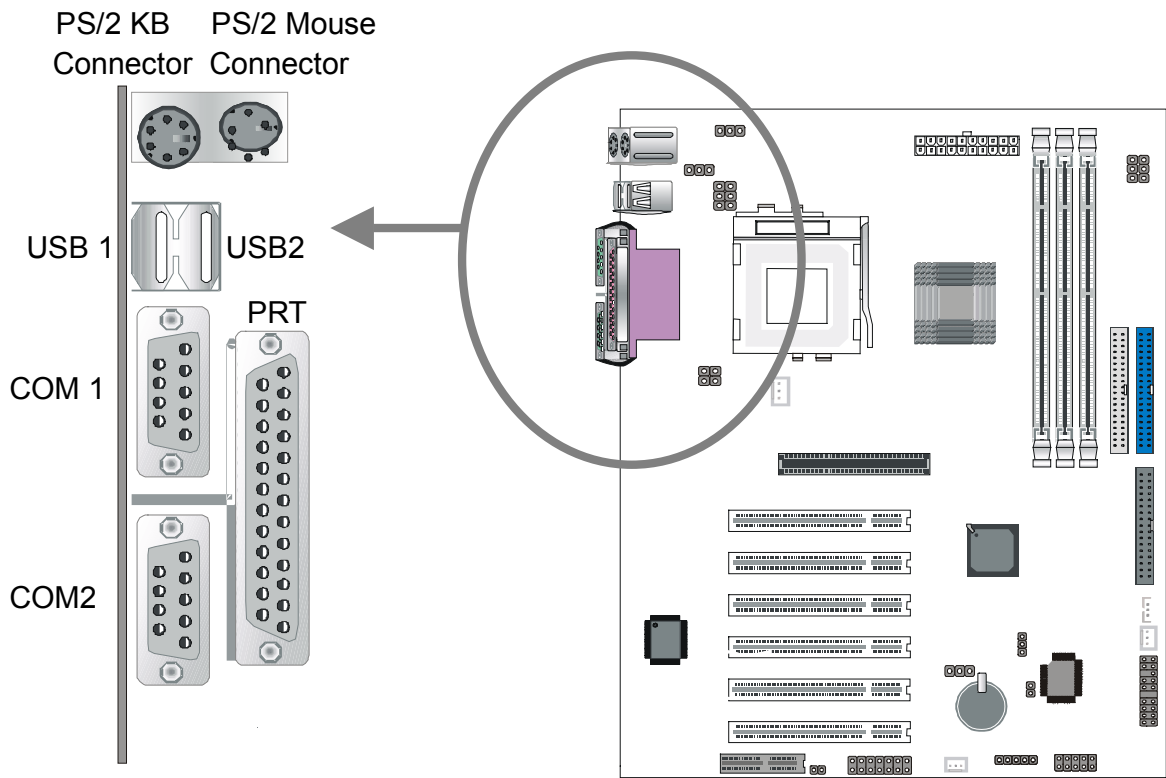 PS/2 KB PS/2 Mouse
Connector Connector
USB 1 USB2
PRT
COM 1
COM2